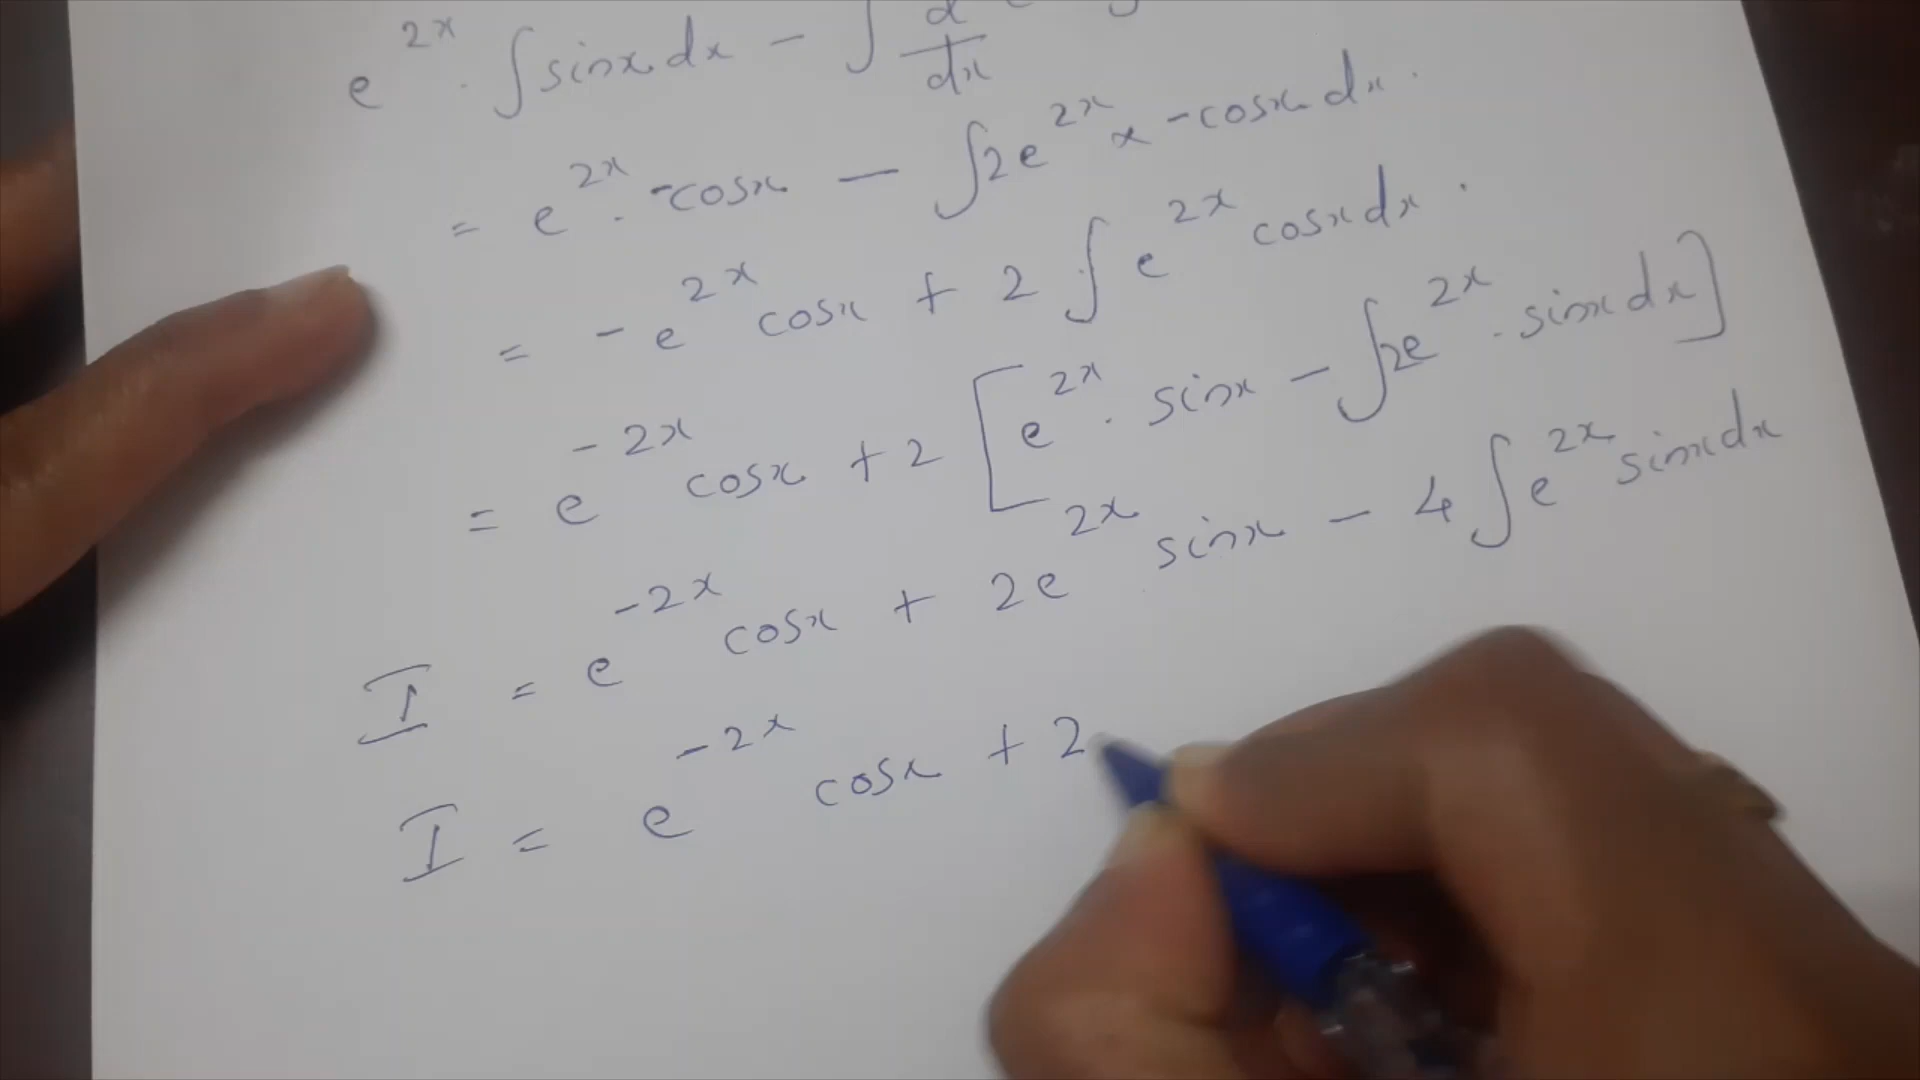 e^{2x} . ∫ sinx dx - ∫ d/dx
= e^{2x} . -cosx - ∫ 2e^{2x} x -cosx dx .
= - e^{2x} cosx + 2 ∫ e^{2x} cosx dx .
= e^{-2x} cosx + 2 [ e^{2x} . sinx - ∫ 2e^{2x} . sinx dx ]
I = e^{-2x} cosx + 2e^{2x} sinx - 4 ∫ e^{2x} sinx dx
I = e^{-2x} cosx + 2